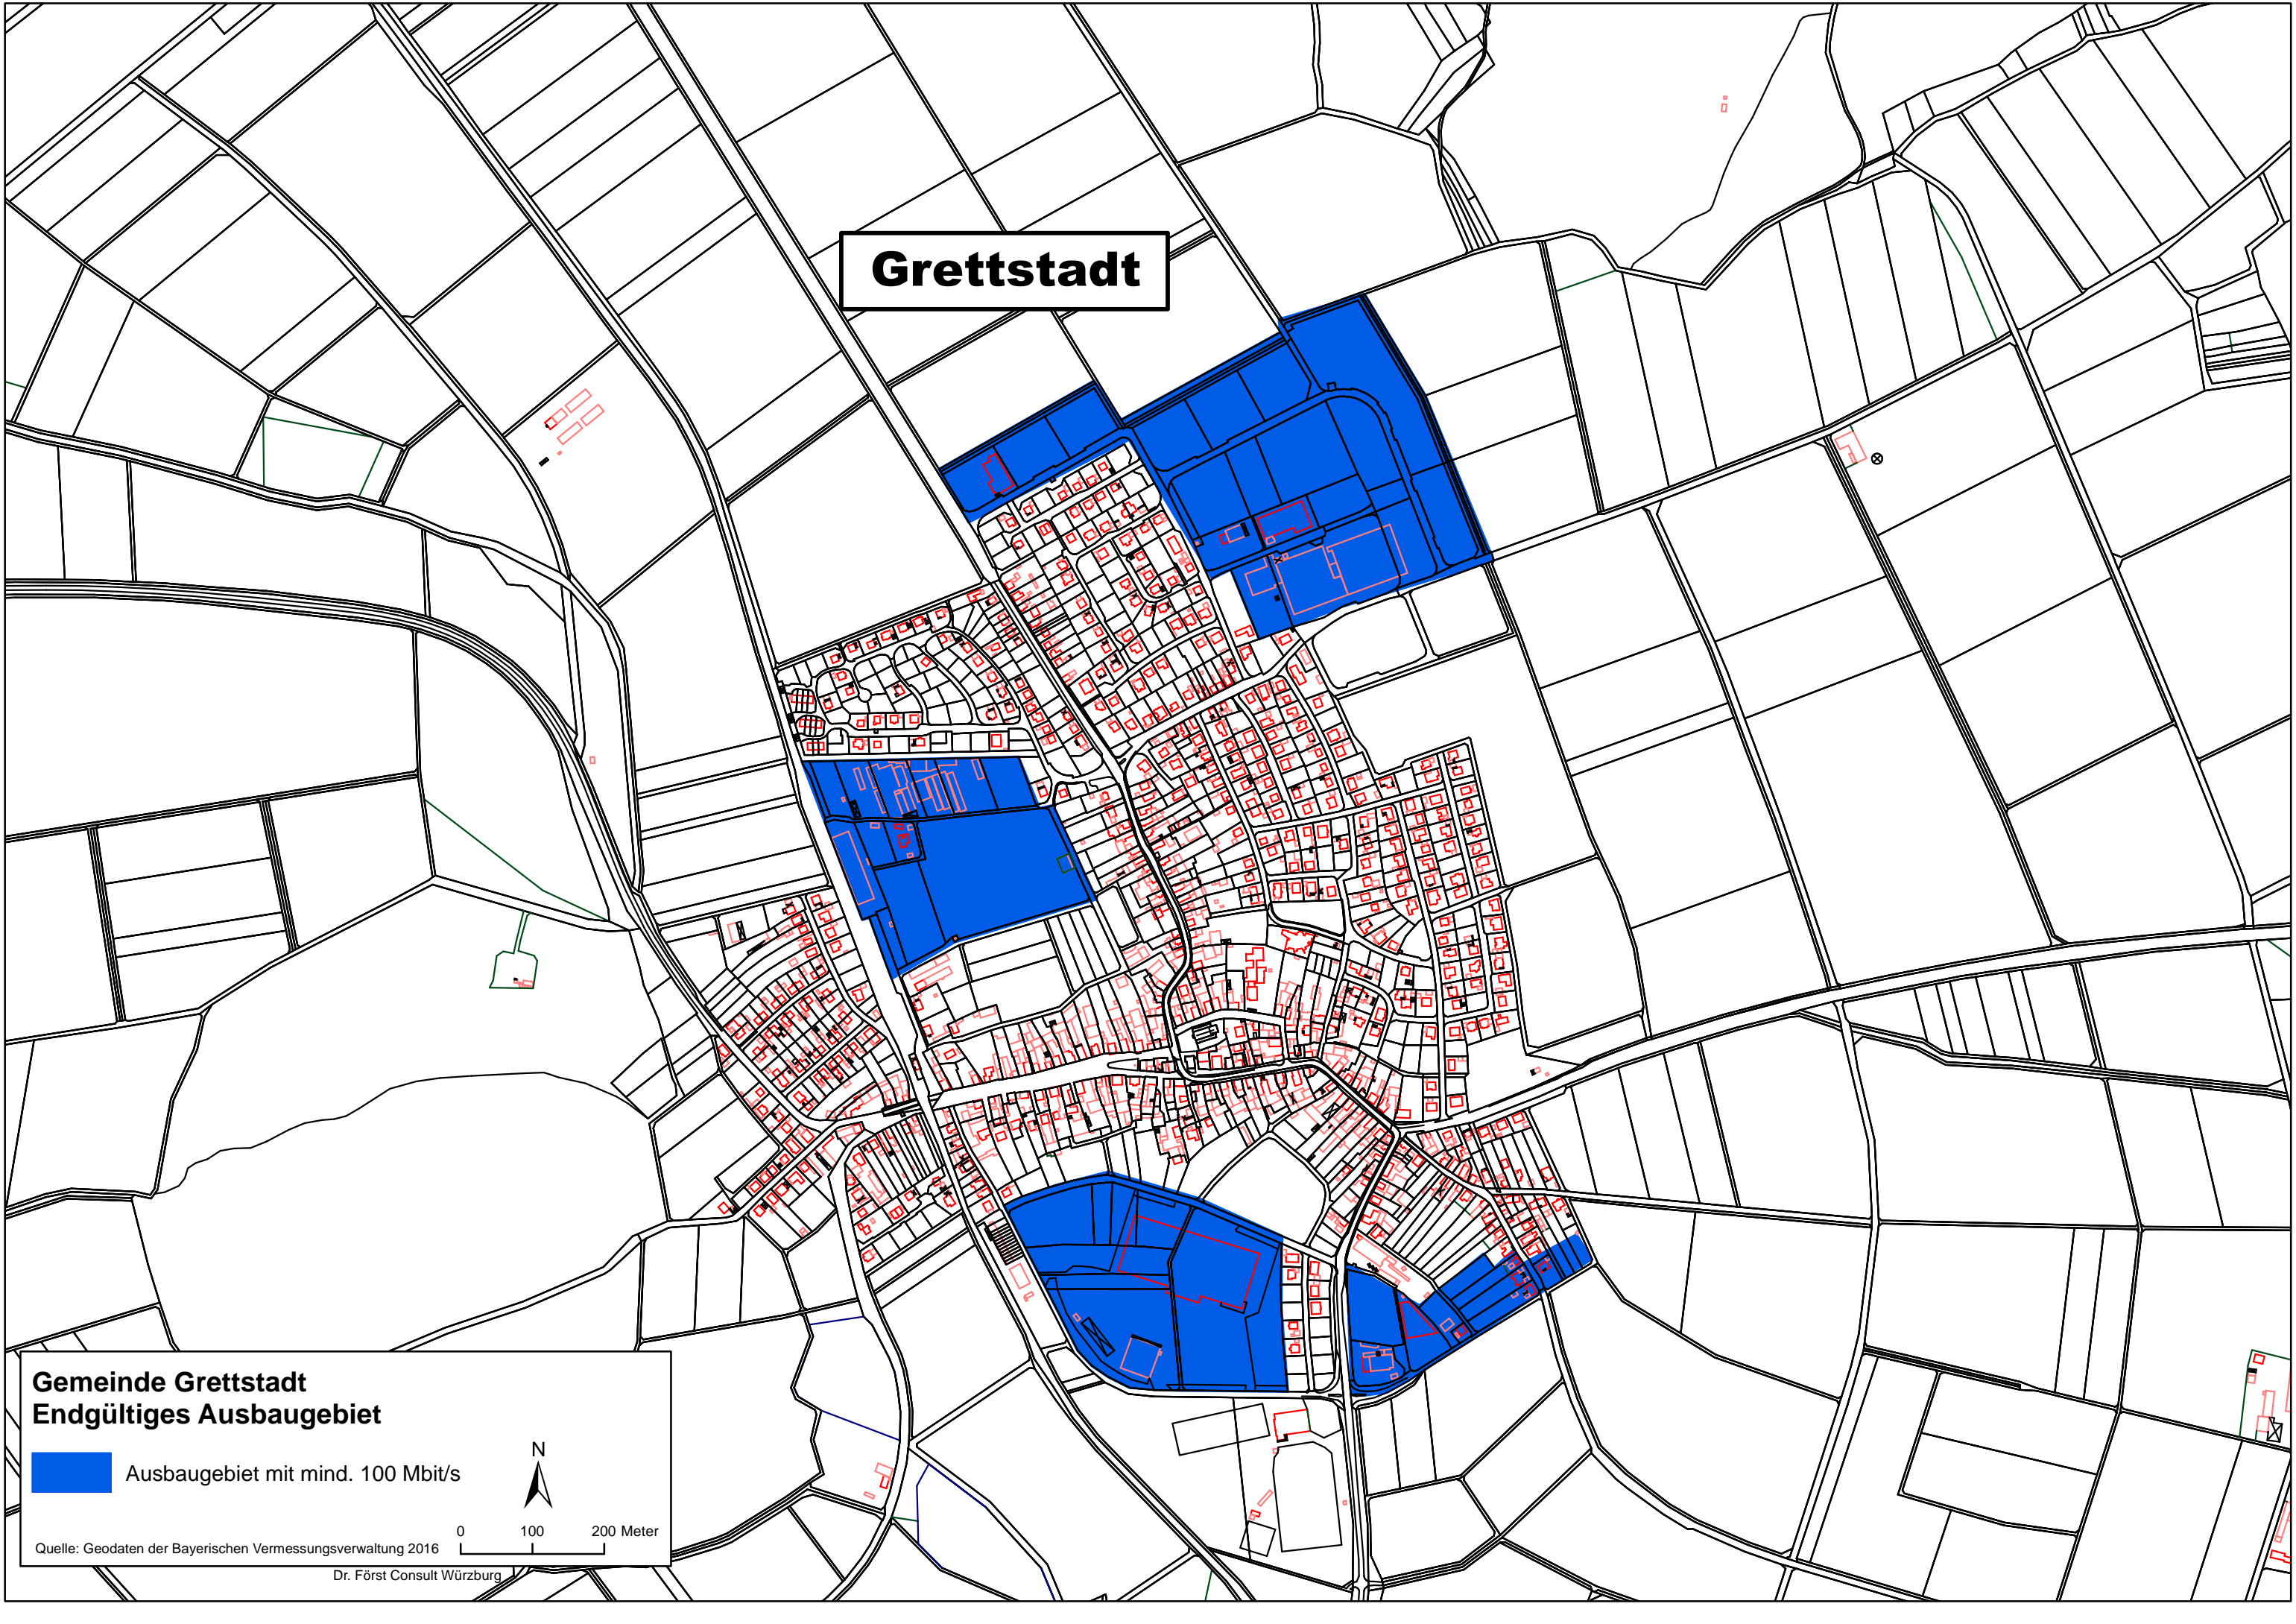 Grettstadt
Gemeinde Grettstadt
Endgültiges Ausbaugebiet
Ausbaugebiet mit mind. 100 Mbit/s
N
0 100 200 Meter
Quelle: Geodaten der Bayerischen Vermessungsverwaltung 2016
Dr. Först Consult Würzburg